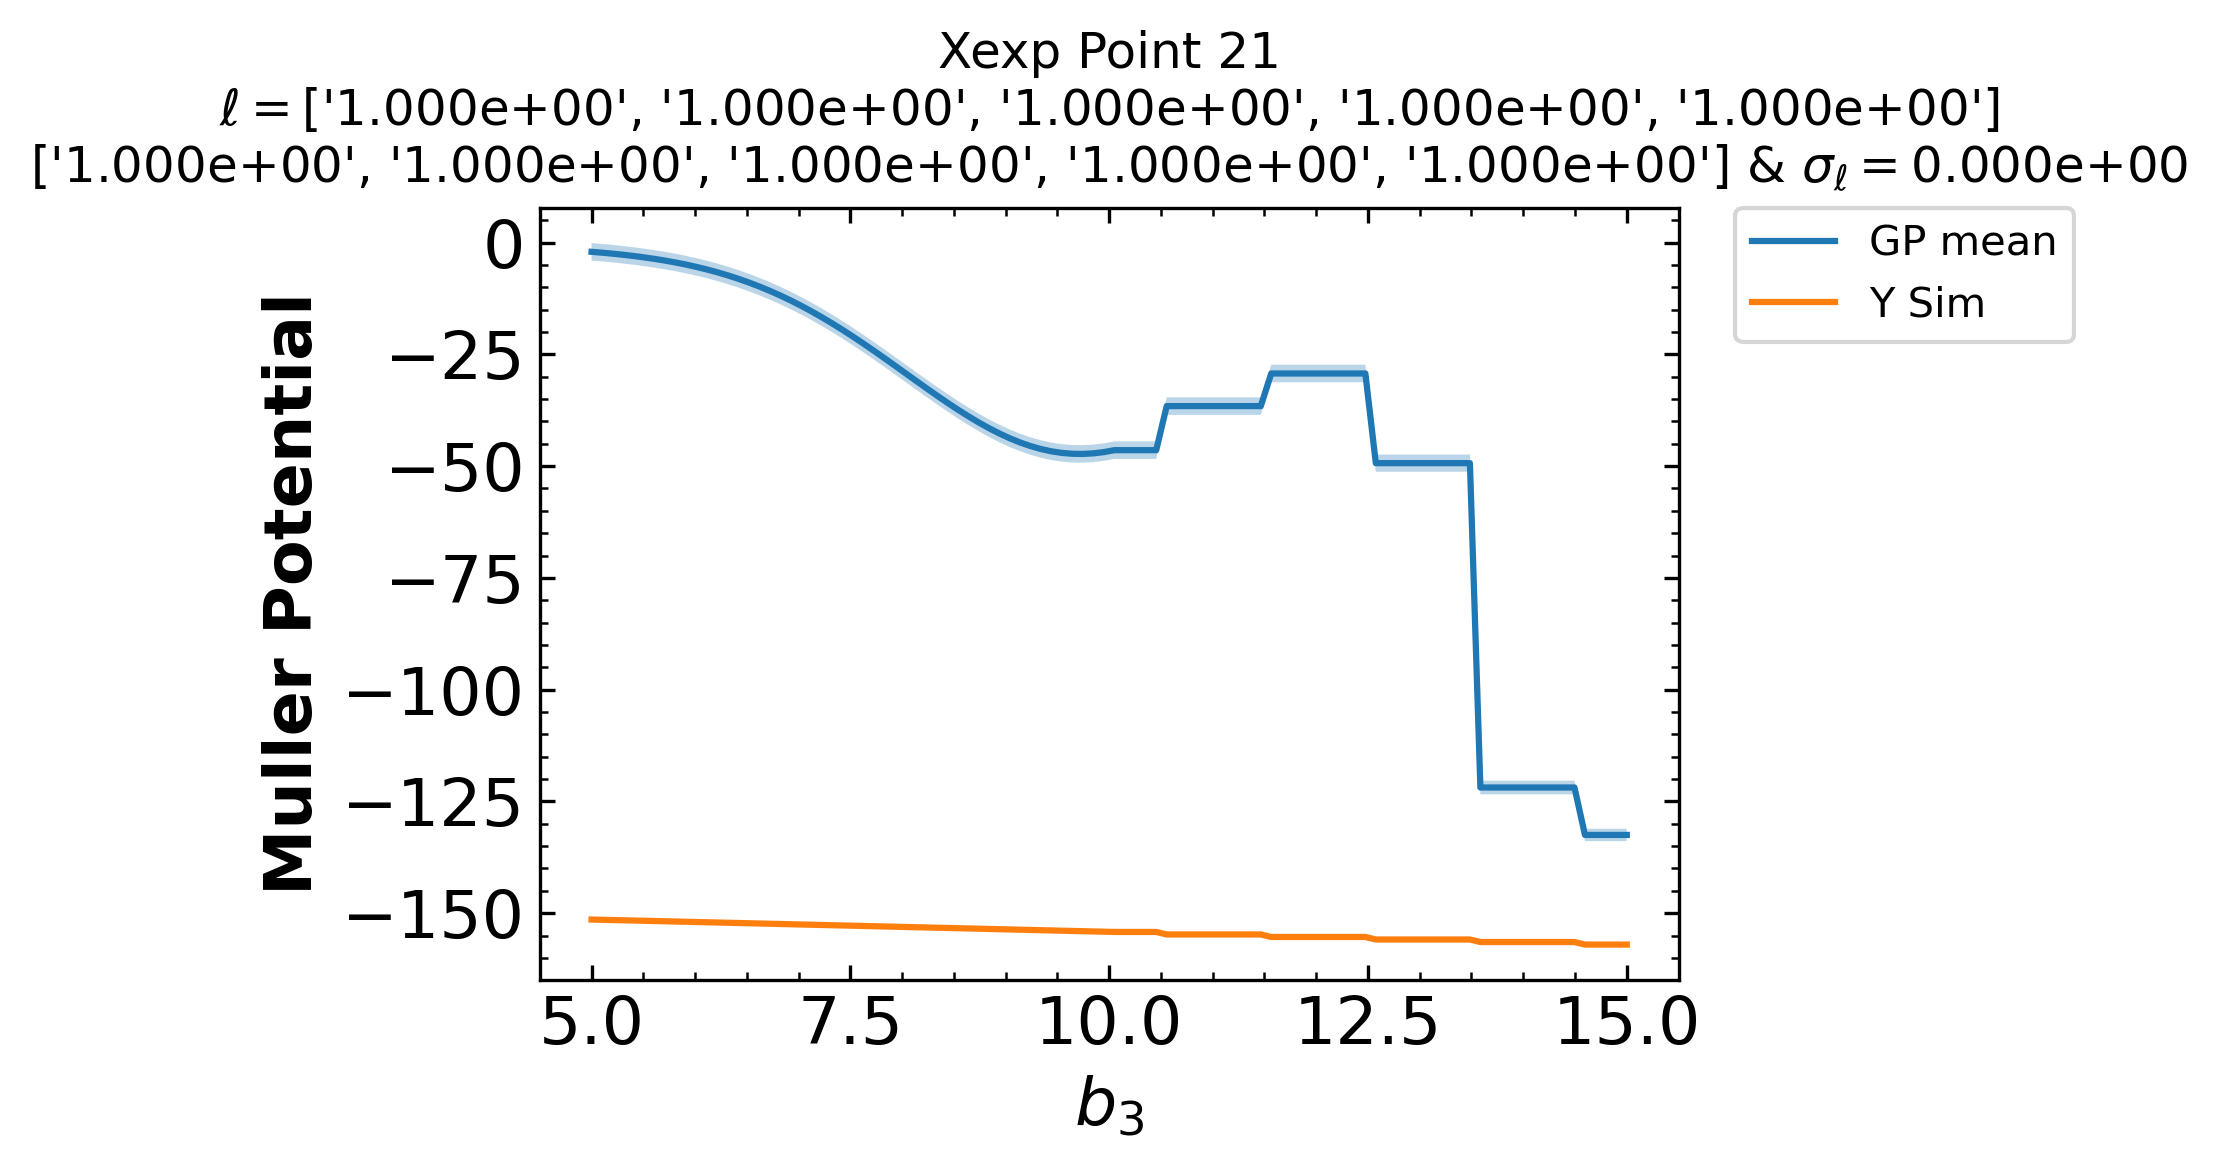 Xexp Point 21
ℓ = ['1.000e+00', '1.000e+00', '1.000e+00', '1.000e+00', '1.000e+00']
['1.000e+00', '1.000e+00', '1.000e+00', '1.000e+00', '1.000e+00'] & σℓ = 0.000e+00
GP mean
Y Sim
Muller Potential
0
−25
−50
−75
−100
−125
−150
5.0 7.5 10.0 12.5 15.0
b₃